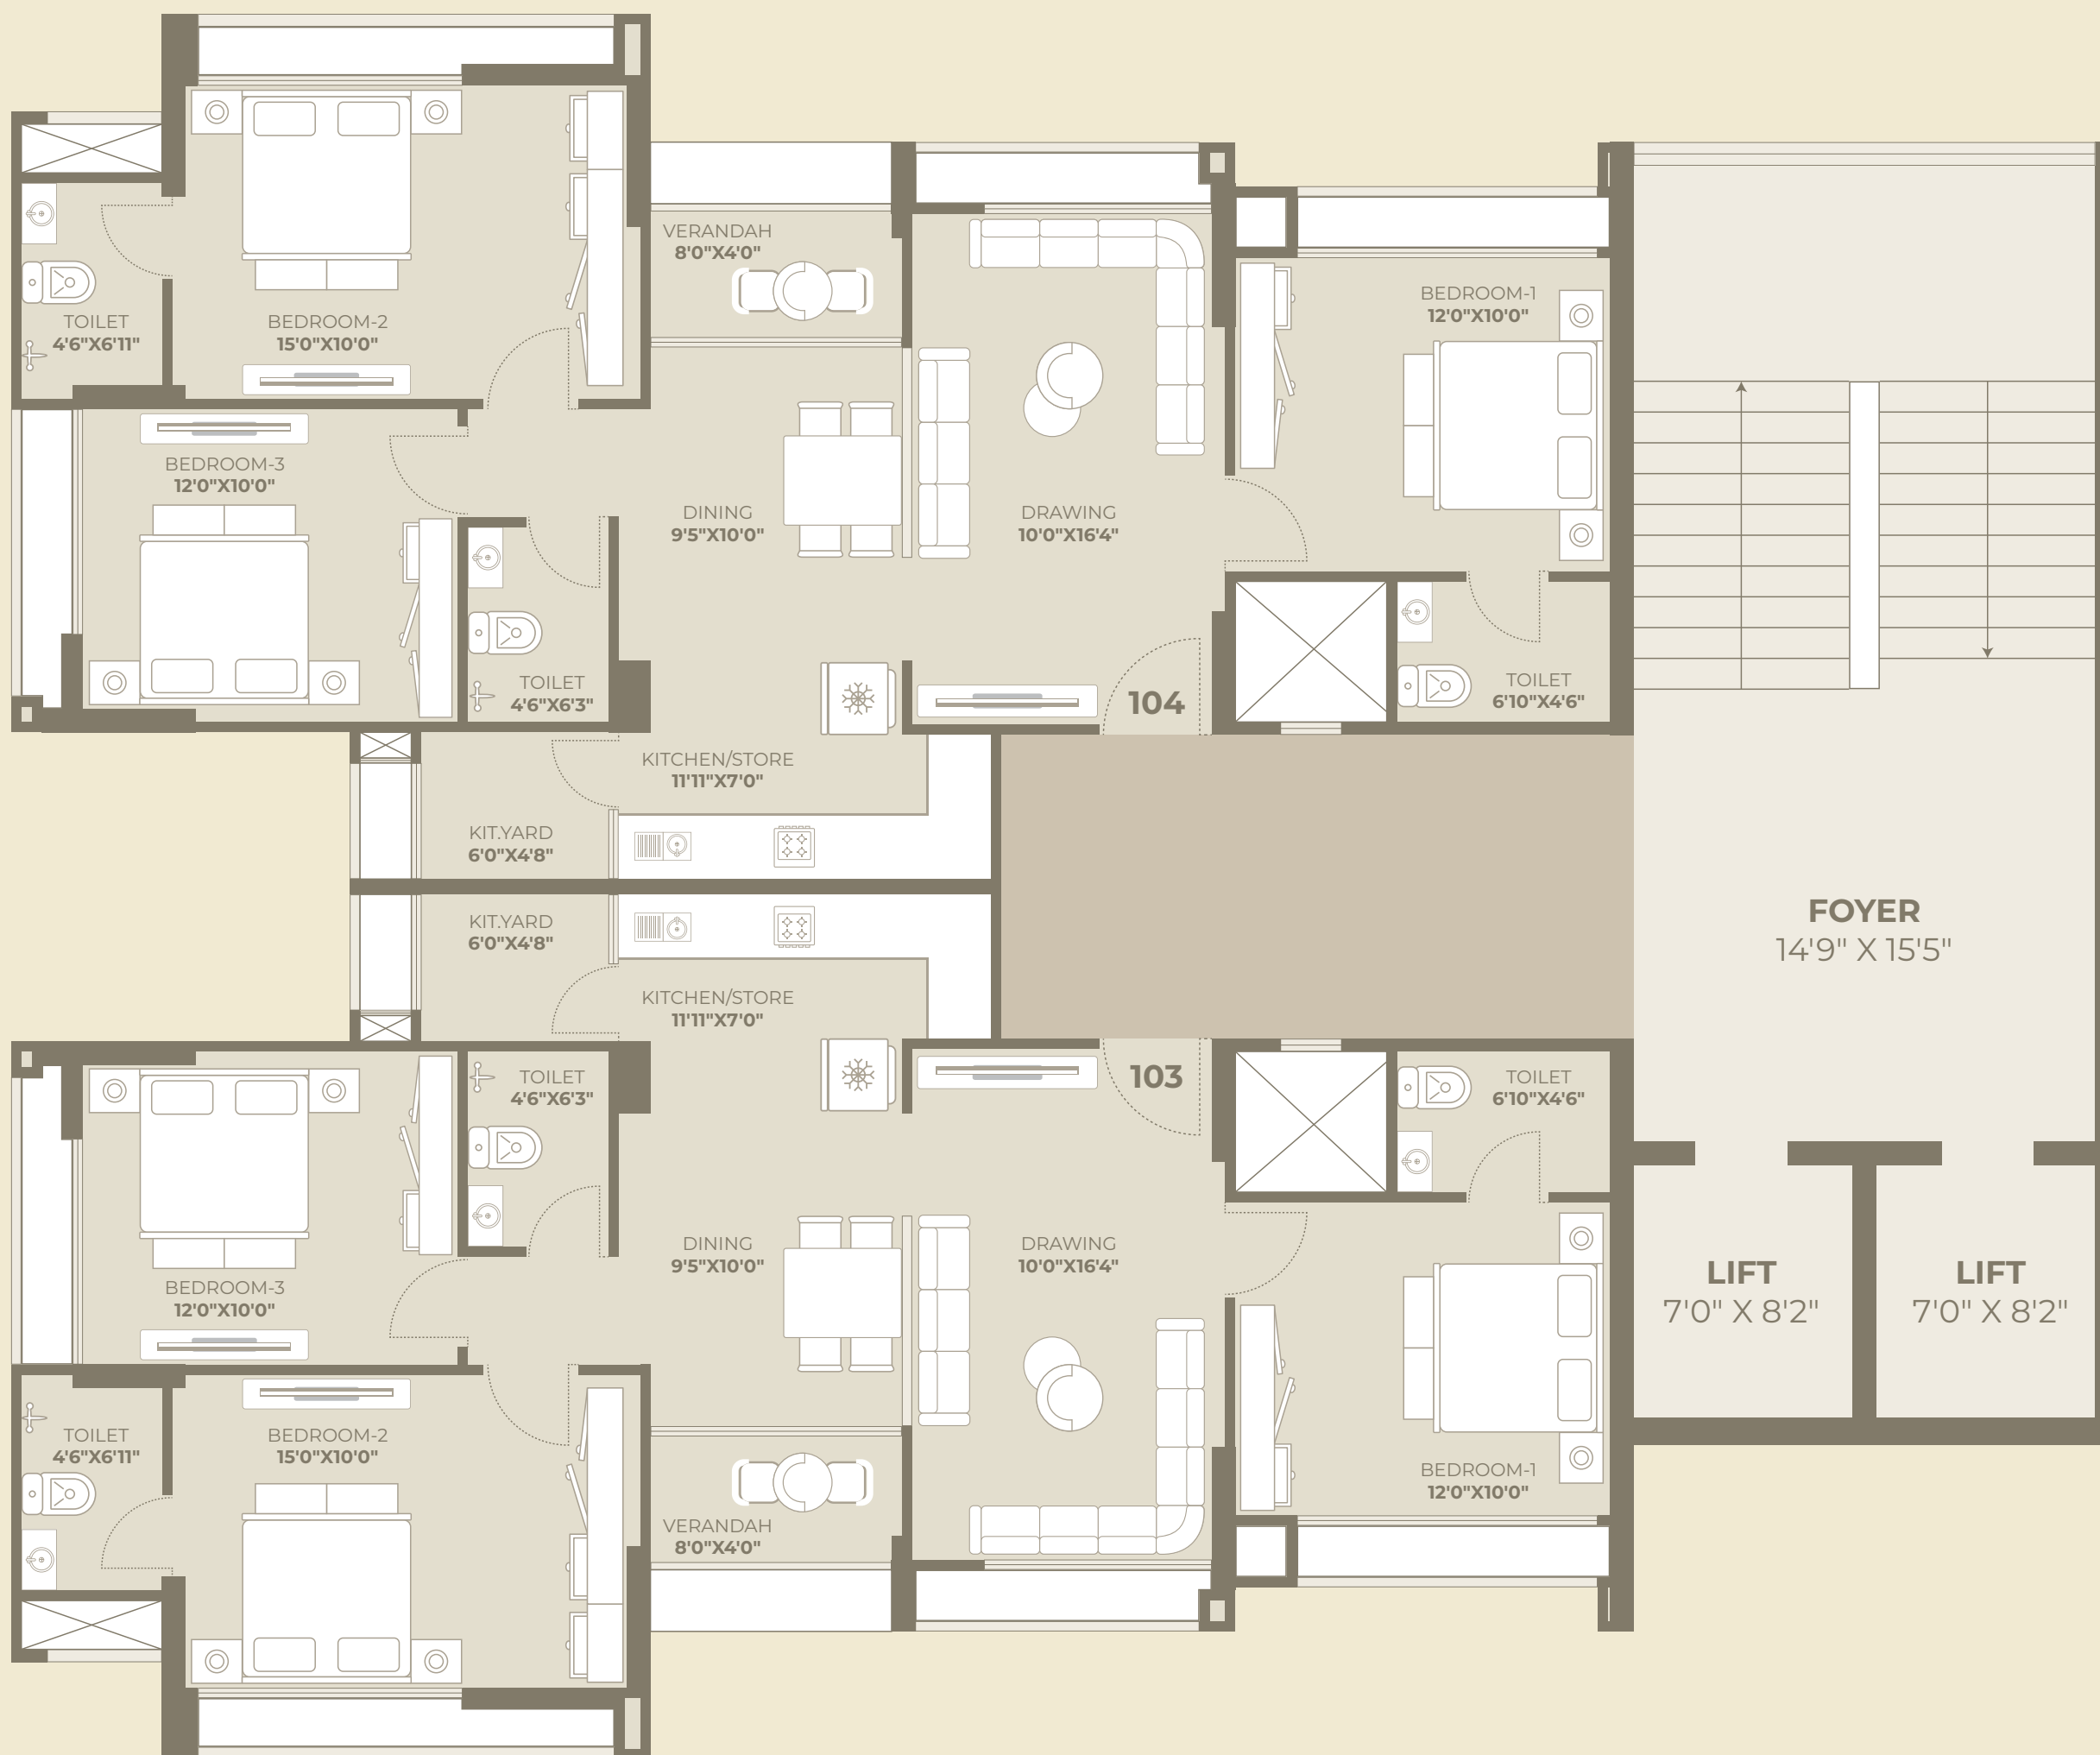 VERANDAH
8'0"X4'0"
BEDROOM-1
12'0"X10'0"
TOILET
4'6"X6'11"
BEDROOM-2
15'0"X10'0"
BEDROOM-3
12'0"X10'0"
DINING
9'5"X10'0"
DRAWING
10'0"X16'4"
TOILET
4'6"X6'3"
104
TOILET
6'10"X4'6"
KITCHEN/STORE
11'11"X7'0"
KIT.YARD
6'0"X4'8"
FOYER
14'9" X 15'5"
KIT.YARD
6'0"X4'8"
KITCHEN/STORE
11'11"X7'0"
TOILET
4'6"X6'3"
103
TOILET
6'10"X4'6"
DINING
9'5"X10'0"
DRAWING
10'0"X16'4"
BEDROOM-3
12'0"X10'0"
LIFT
7'0" X 8'2"
LIFT
7'0" X 8'2"
TOILET
4'6"X6'11"
BEDROOM-2
15'0"X10'0"
BEDROOM-1
12'0"X10'0"
VERANDAH
8'0"X4'0"